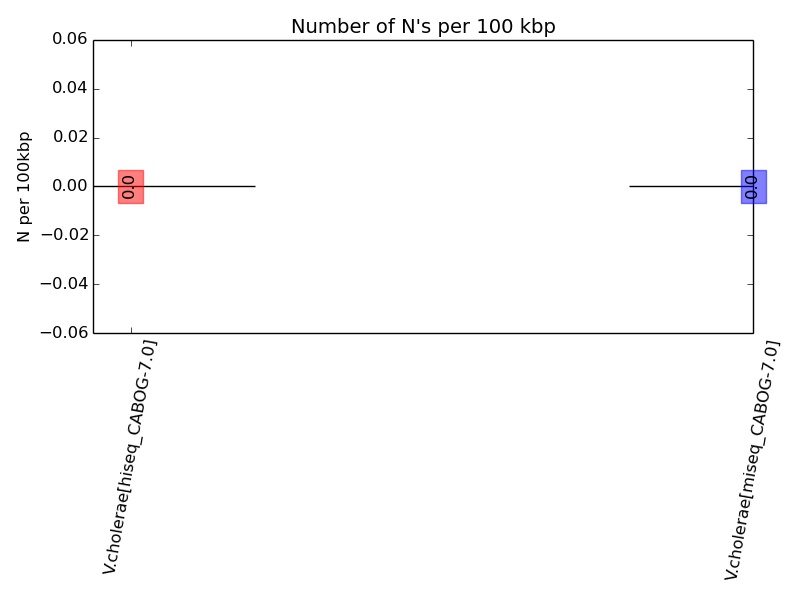 Number of N's per 100 kbp
N per 100kbp
0.06
0.04
0.02
0.00
−0.02
−0.04
−0.06
0.0
0.0
V.cholerae[hiseq_CABOG-7.0]
V.cholerae[miseq_CABOG-7.0]